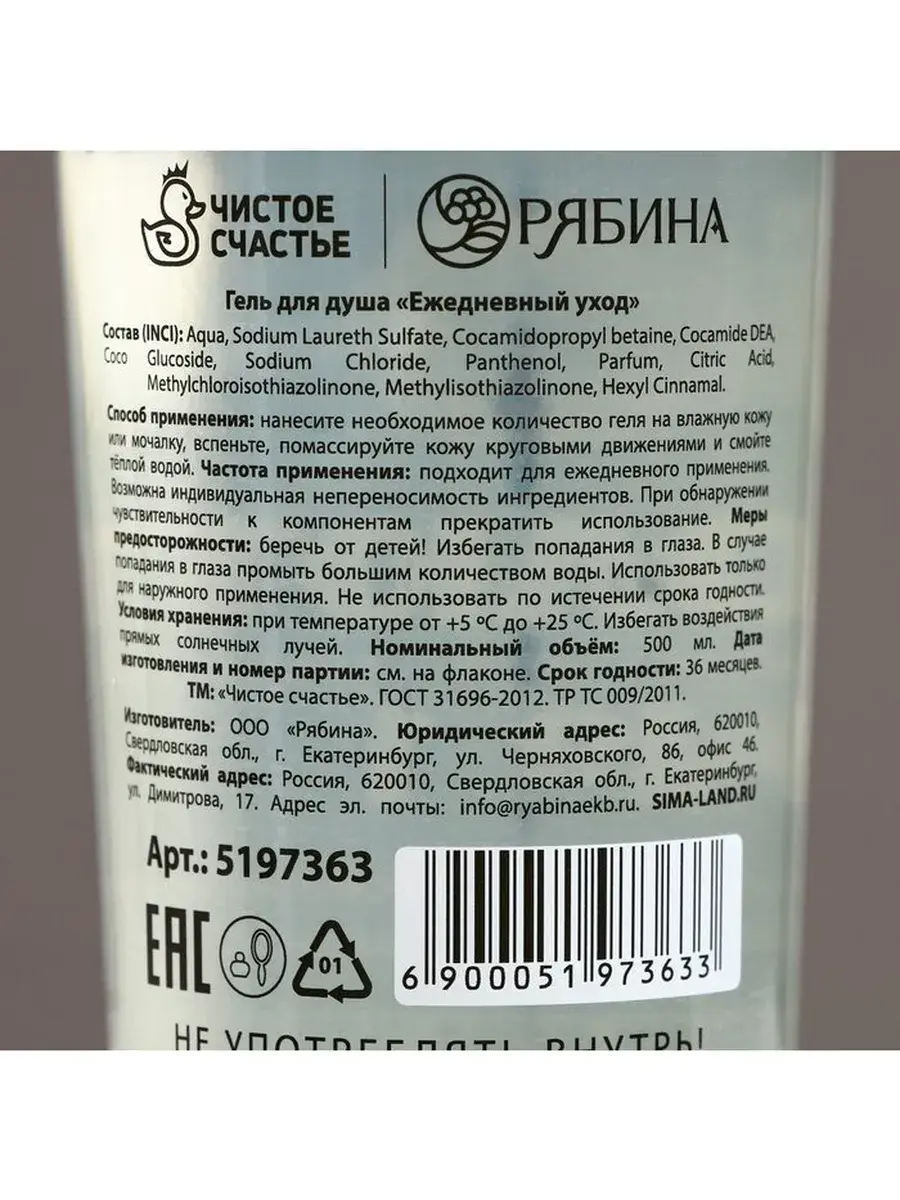 ЧИСТОЕ
СЧАСТЬЕ
РЯБИНА
Гель для душа «Ежедневный уход»
Состав (INCI): Aqua, Sodium Laureth Sulfate, Cocamidopropyl betaine, Cocamide DEA,
Coco Glucoside, Sodium Chloride, Panthenol, Parfum, Citric Acid,
Methylchloroisothiazolinone, Methylisothiazolinone, Hexyl Cinnamal.
Способ применения: нанесите необходимое количество геля на влажную кожу
или мочалку, вспеньте, помассируйте кожу круговыми движениями и смойте
тёплой водой. Частота применения: подходит для ежедневного применения.
Возможна индивидуальная непереносимость ингредиентов. При обнаружении
чувствительности к компонентам прекратить использование. Меры
предосторожности: беречь от детей! Избегать попадания в глаза. В случае
попадания в глаза промыть большим количеством воды. Использовать только
для наружного применения. Не использовать по истечении срока годности.
Условия хранения: при температуре от +5 ºC до +25 ºC. Избегать воздействия
прямых солнечных лучей. Номинальный объём: 500 мл. Дата
изготовления и номер партии: см. на флаконе. Срок годности: 36 месяцев.
ТМ: «Чистое счастье». ГОСТ 31696-2012. ТР ТС 009/2011.
Изготовитель: ООО «Рябина». Юридический адрес: Россия, 620010,
Свердловская обл., г. Екатеринбург, ул. Черняховского, 86, офис 46.
Фактический адрес: Россия, 620010, Свердловская обл., г. Екатеринбург,
ул. Димитрова, 17. Адрес эл. почты: info@ryabinaekb.ru. SIMA-LAND.RU
Арт.: 5197363
EAC
01
6 900051 973633
НЕ УПОТРЕБЛЯТЬ ВНУТРЬ!